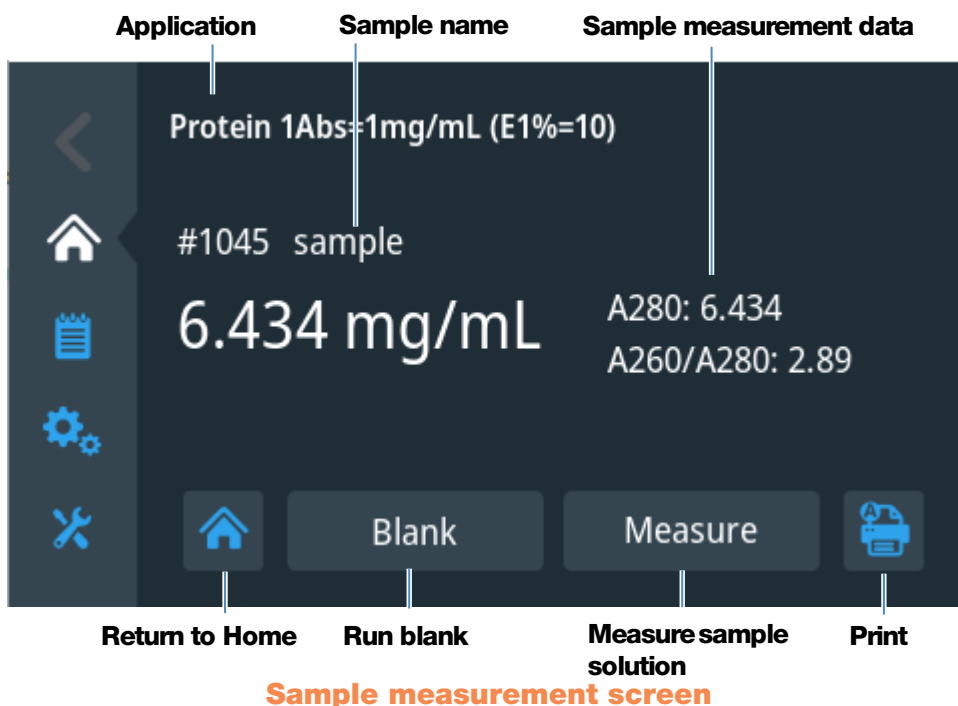 Application
Sample name
Sample measurement data
Protein 1Abs=1mg/mL (E1%=10)
#1045 sample
6.434 mg/mL
A280: 6.434
A260/A280: 2.89
Blank
Measure
A
Return to Home
Run blank
Measure sample
solution
Print
Sample measurement screen